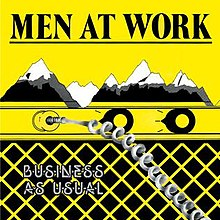 MEN AT WORK
BUSINESS
AS USUAL